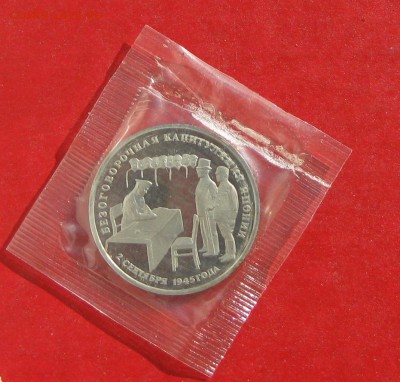 БЕЗОГОВОРОЧНАЯ КАПИТУЛЯЦИЯ ЯПОНИИ
2 СЕНТЯБРЯ 1945 ГОДА